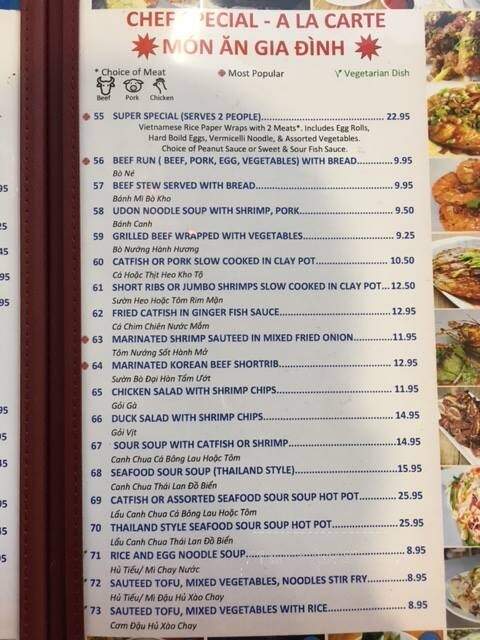 CHEF SPECIAL - A LA CARTE
MÓN ĂN GIA ĐÌNH
* Choice of Meat
Most Popular
Vegetarian Dish
Beef Pork Chicken
55 SUPER SPECIAL (SERVES 2 PEOPLE)............................... 22.95
Vietnamese Rice Paper Wraps with 2 Meats*. Includes Egg Rolls,
Hard Boild Eggs, Vermicelli Noodle, & Assorted Vegetables.
Choice of Peanut Sauce or Sweet & Sour Fish Sauce.
56 BEEF RUN ( BEEF, PORK, EGG, VEGETABLES) WITH BREAD.........9.95
Bò Né
57 BEEF STEW SERVED WITH BREAD................................... 9.95
Bánh Mì Bò Kho
58 UDON NOODLE SOUP WITH SHRIMP, PORK....................... 9.50
Bánh Canh
59 GRILLED BEEF WRAPPED WITH VEGETABLES...................... 9.25
Bò Nướng Hành Hương
60 CATFISH OR PORK SLOW COOKED IN CLAY POT.................. 10.50
Cá Hoặc Thịt Heo Kho Tộ
61 SHORT RIBS OR JUMBO SHRIMPS SLOW COOKED IN CLAY POT...12.50
Sườn Heo Hoặc Tôm Rim Mặn
62 FRIED CATFISH IN GINGER FISH SAUCE........................... 12.95
Cá Chim Chiên Nước Mắm
63 MARINATED SHRIMP SAUTEED IN MIXED FRIED ONION.............11.95
Tôm Nướng Sốt Hành Mở
64 MARINATED KOREAN BEEF SHORTRIB............................... 12.95
Sườn Bò Đại Hàn Tẩm Ướt
65 CHICKEN SALAD WITH SHRIMP CHIPS............................... 11.95
Gỏi Gà
66 DUCK SALAD WITH SHRIMP CHIPS................................... 14.95
Gỏi Vịt
67 SOUR SOUP WITH CATFISH OR SHRIMP.............................14.95
Canh Chua Cá Bông Lau Hoặc Tôm
68 SEAFOOD SOUR SOUP (THAILAND STYLE)...........................15.95
Canh Chua Thái Lan Đồ Biển
69 CATFISH OR ASSORTED SEAFOOD SOUR SOUP HOT POT............. 25.95
Lẩu Canh Chua Cá Bông Lau Hoặc Tôm
70 THAILAND STYLE SEAFOOD SOUR SOUP HOT POT.....................25.95
Lẩu Canh Chua Thái Lan Đồ Biển
71 RICE AND EGG NOODLE SOUP....................................... 8.95
Hủ Tiếu/ Mì Chay Nước
72 SAUTEED TOFU, MIXED VEGETABLES, NOODLES STIR FRY............8.95
Hủ Tiếu/ Mì Đậu Hủ Xào Chay
73 SAUTEED TOFU, MIXED VEGETABLES WITH RICE..................... 8.95
Cơm Đậu Hủ Xào Chay